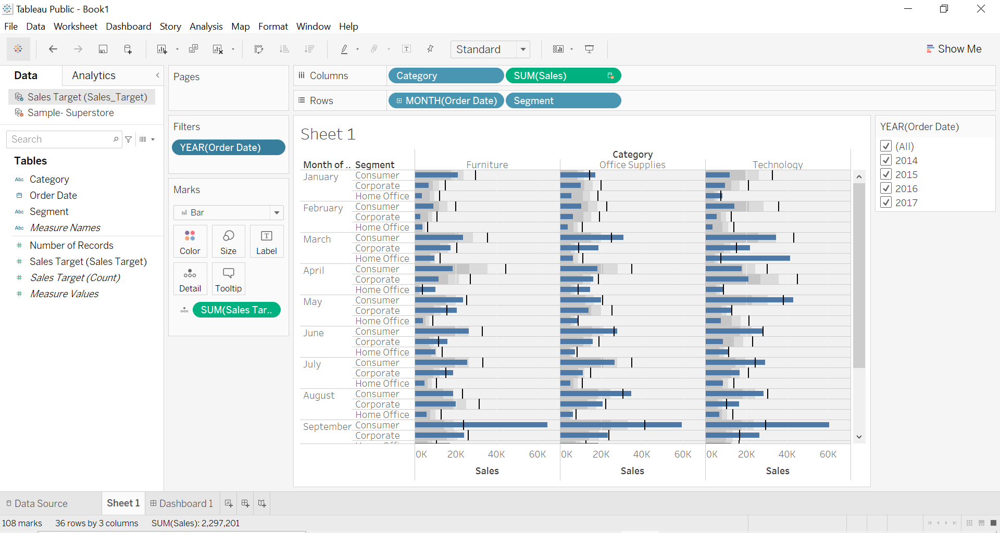 Tableau Public - Book1
File Data Worksheet Dashboard Story Analysis Map Format Window Help
Standard
Show Me
Data Analytics
Sales Target (Sales_Target)
Sample- Superstore
Search
Tables
Abc Category
Order Date
Abc Segment
Abc Measure Names
# Number of Records
# Sales Target (Sales Target)
# Sales Target (Count)
# Measure Values
Pages
Filters
YEAR(Order Date)
Marks
Bar
Color Size Label
Detail Tooltip
SUM(Sales Tar..
Columns Category SUM(Sales)
Rows MONTH(Order Date) Segment
Sheet 1
Category
Month of .. Segment Furniture Office Supplies Technology
January Consumer
Corporate
Home Office
February Consumer
Corporate
Home Office
March Consumer
Corporate
Home Office
April Consumer
Corporate
Home Office
May Consumer
Corporate
Home Office
June Consumer
Corporate
Home Office
July Consumer
Corporate
Home Office
August Consumer
Corporate
Home Office
September Consumer
Corporate
0K 20K 40K 60K 0K 20K 40K 60K 0K 20K 40K 60K
Sales Sales Sales
YEAR(Order Date)
(All)
2014
2015
2016
2017
Data Source Sheet 1 Dashboard 1
108 marks 36 rows by 3 columns SUM(Sales): 2,297,201